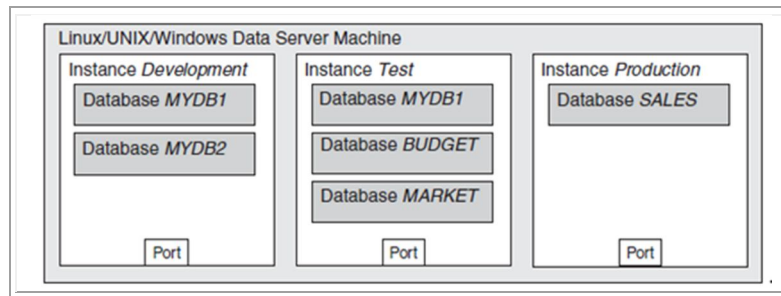 Linux/UNIX/Windows Data Server Machine
Instance Development
Database MYDB1
Database MYDB2
Port
Instance Test
Database MYDB1
Database BUDGET
Database MARKET
Port
Instance Production
Database SALES
Port
.